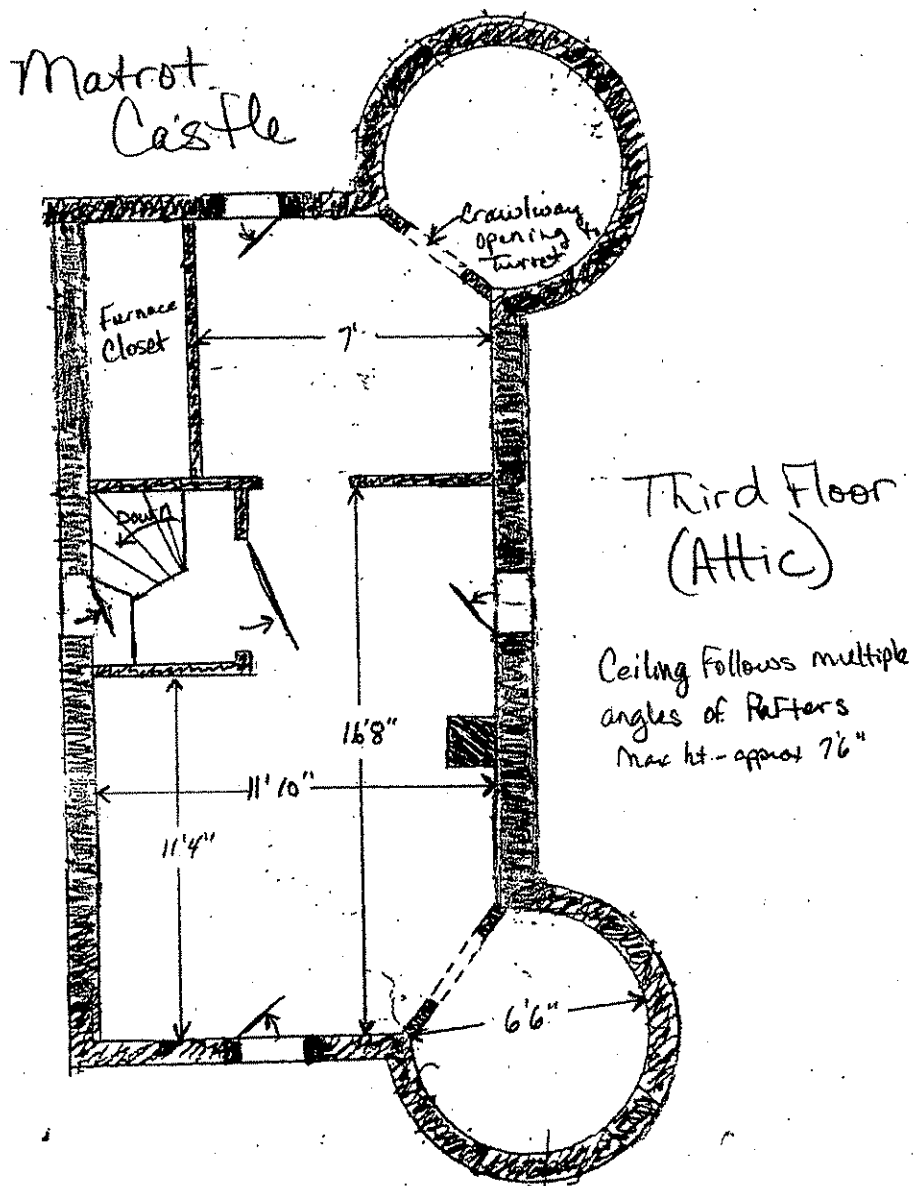 Matrot
Castle
Crawlway
opening
Turret
Furnace
Closet
7'
Down
Third Floor
(Attic)
Ceiling Follows multiple
angles of Rafters
Max ht. - approx 7'6"
16'8"
11'10"
11'4"
6'6"